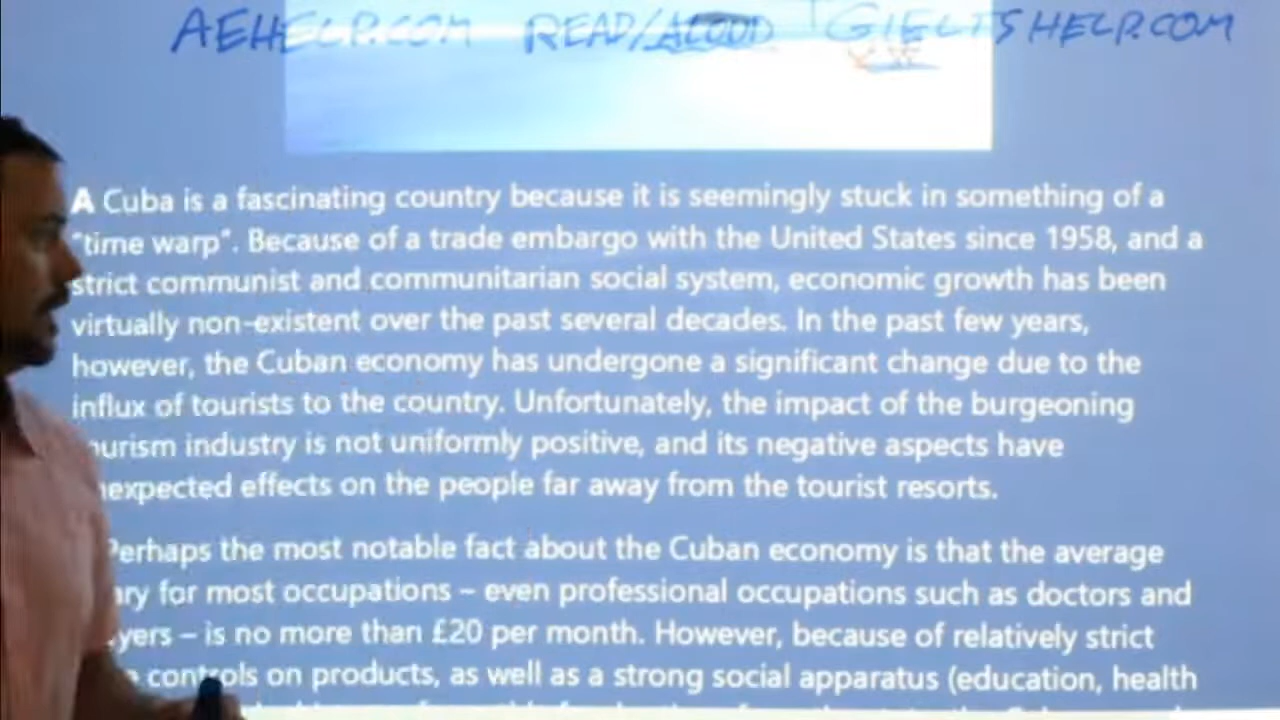 AEHELP.COM READ/ALOUD GIELTSHELP.COM
A Cuba is a fascinating country because it is seemingly stuck in something of a
"time warp". Because of a trade embargo with the United States since 1958, and a
strict communist and communitarian social system, economic growth has been
virtually non-existent over the past several decades. In the past few years,
however, the Cuban economy has undergone a significant change due to the
influx of tourists to the country. Unfortunately, the impact of the burgeoning
ourism industry is not uniformly positive, and its negative aspects have
expected effects on the people far away from the tourist resorts.
Perhaps the most notable fact about the Cuban economy is that the average
ary for most occupations – even professional occupations such as doctors and
yers – is no more than £20 per month. However, because of relatively strict
controls on products, as well as a strong social apparatus (education, health